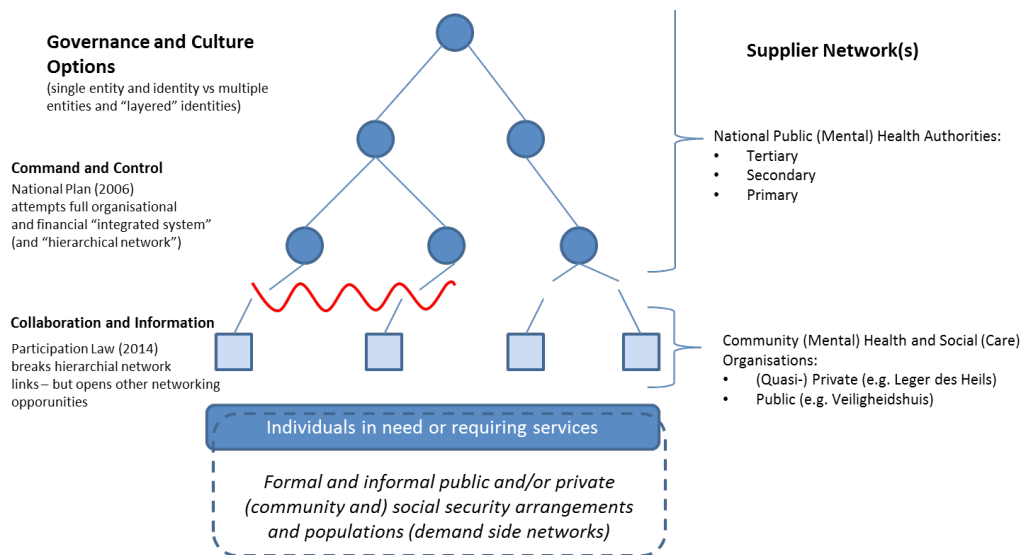 Governance and Culture
Options
(single entity and identity vs multiple
entities and “layered” identities)
Command and Control
National Plan (2006)
attempts full organisational
and financial “integrated system”
(and “hierarchical network”)
Collaboration and Information
Participation Law (2014)
breaks hierarchial network
links – but opens other networking
opporunities
Supplier Network(s)
National Public (Mental) Health Authorities:
• Tertiary
• Secondary
• Primary
Community (Mental) Health and Social (Care)
Organisations:
• (Quasi-) Private (e.g. Leger des Heils)
• Public (e.g. Veiligheidshuis)
Individuals in need or requiring services
Formal and informal public and/or private
(community and) social security arrangements
and populations (demand side networks)